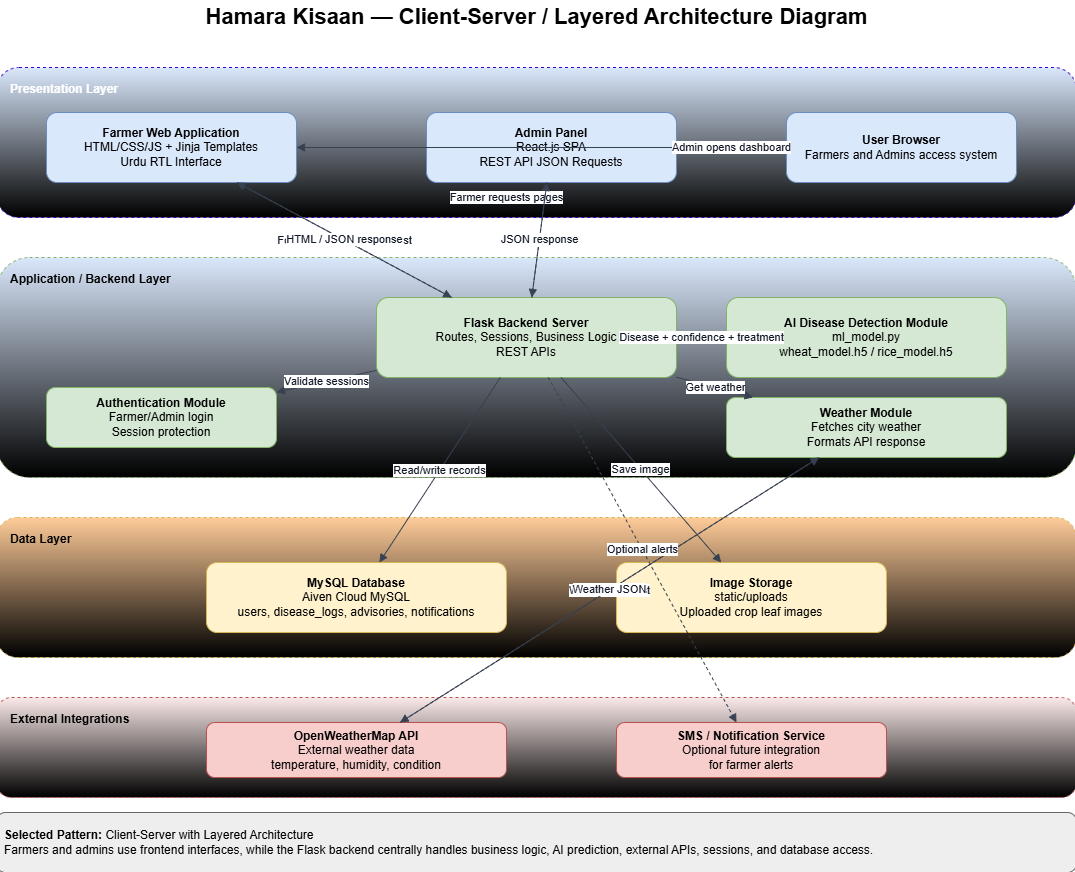 Hamara Kisaan — Client-Server / Layered Architecture Diagram
Presentation Layer
Farmer Web Application
HTML/CSS/JS + Jinja Templates
Urdu RTL Interface
Admin Panel
React.js SPA
REST API JSON Requests
Admin opens dashboard
User Browser
Farmers and Admins access system
Farmer requests pages
HTML / JSON response
JSON response
Application / Backend Layer
Flask Backend Server
Routes, Sessions, Business Logic
REST APIs
Disease + confidence + treatment
AI Disease Detection Module
ml_model.py
wheat_model.h5 / rice_model.h5
Validate sessions
Get weather
Authentication Module
Farmer/Admin login
Session protection
Weather Module
Fetches city weather
Formats API response
Read/write records
Save image
Data Layer
Optional alerts
MySQL Database
Aiven Cloud MySQL
users, disease_logs, advisories, notifications
Weather JSON
Image Storage
static/uploads
Uploaded crop leaf images
External Integrations
OpenWeatherMap API
External weather data
temperature, humidity, condition
SMS / Notification Service
Optional future integration
for farmer alerts
Selected Pattern: Client-Server with Layered Architecture
Farmers and admins use frontend interfaces, while the Flask backend centrally handles business logic, AI prediction, external APIs, sessions, and database access.